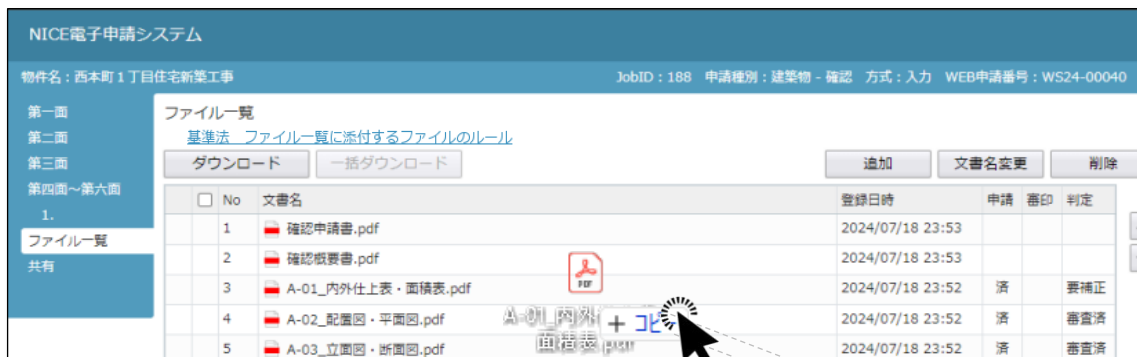 NICE電子申請システム
物件名：西本町１丁目住宅新築工事 JobID：188 申請種別：建築物 - 確認 方式：入力 WEB申請番号：WS24-00040
第一面
第二面
第三面
第四面～第六面
1.
ファイル一覧
共有
ファイル一覧
基準法 ファイル一覧に添付するファイルのルール
ダウンロード 一括ダウンロード 追加 文書名変更 削除
No 文書名 登録日時 申請 審印 判定
1 確認申請書.pdf 2024/07/18 23:53
2 確認概要書.pdf 2024/07/18 23:53
3 A-01_内外仕上表・面積表.pdf 2024/07/18 23:52 済 要補正
4 A-02_配置図・平面図.pdf 2024/07/18 23:52 済 審査済
5 A-03_立面図・断面図.pdf 2024/07/18 23:52 済 審査済
PDF
A-01_内外
+ コピ
面積表.pdf